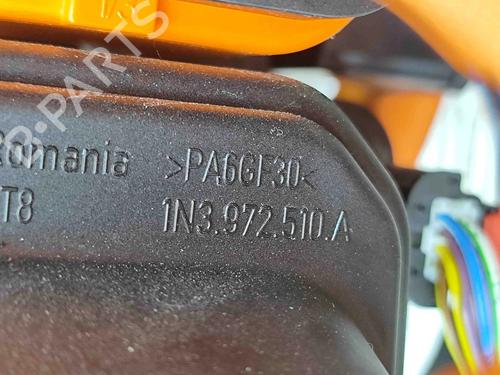 Romania
>PA6GF30<
T8
1N3.972.510.A